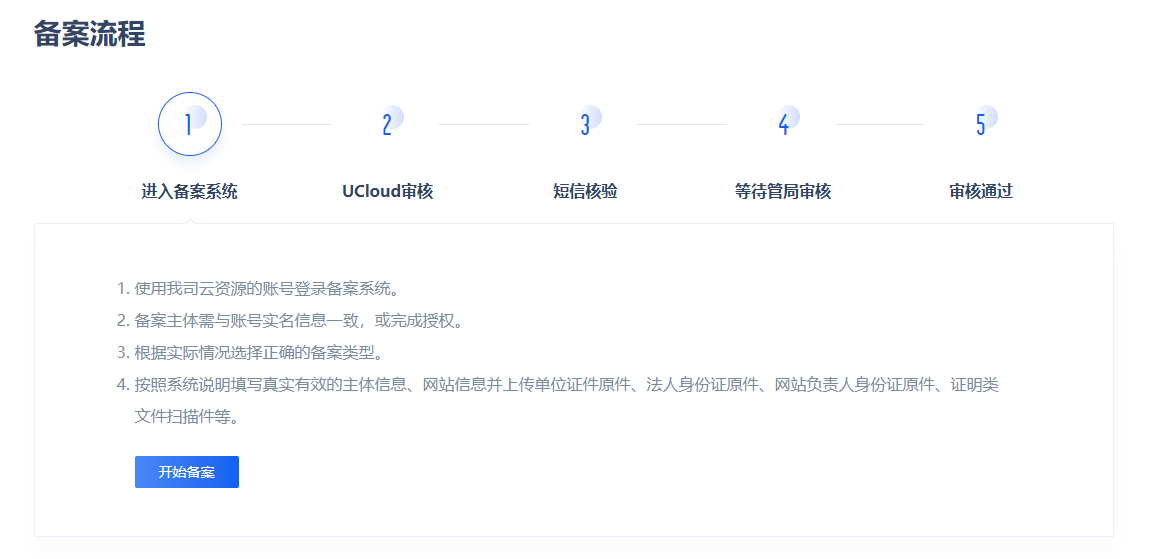 备案流程
1
2
3
4
5
进入备案系统
UCloud审核
短信核验
等待管局审核
审核通过
1. 使用我司云资源的账号登录备案系统。
2. 备案主体需与账号实名信息一致，或完成授权。
3. 根据实际情况选择正确的备案类型。
4. 按照系统说明填写真实有效的主体信息、网站信息并上传单位证件原件、法人身份证原件、网站负责人身份证原件、证明类
文件扫描件等。
开始备案